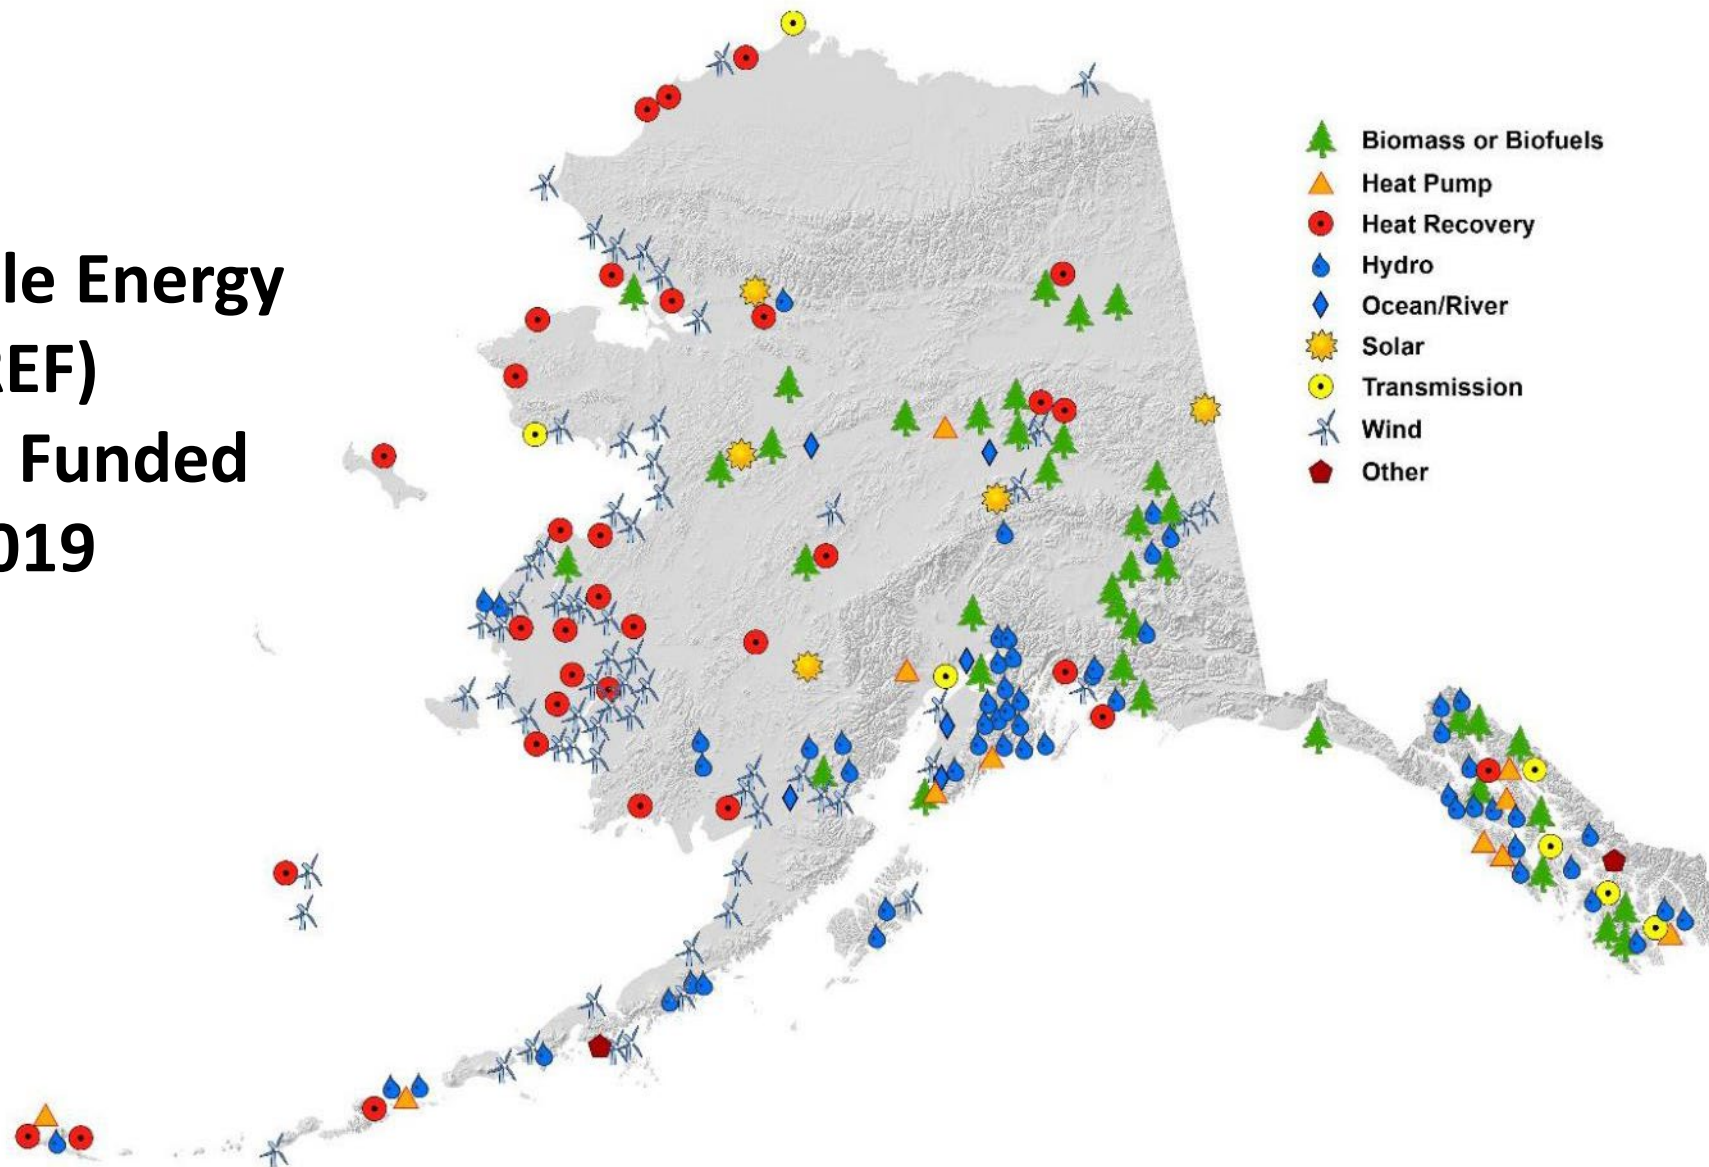 le Energy
EF)
Funded
019
Biomass or Biofuels
Heat Pump
Heat Recovery
Hydro
Ocean/River
Solar
Transmission
Wind
Other